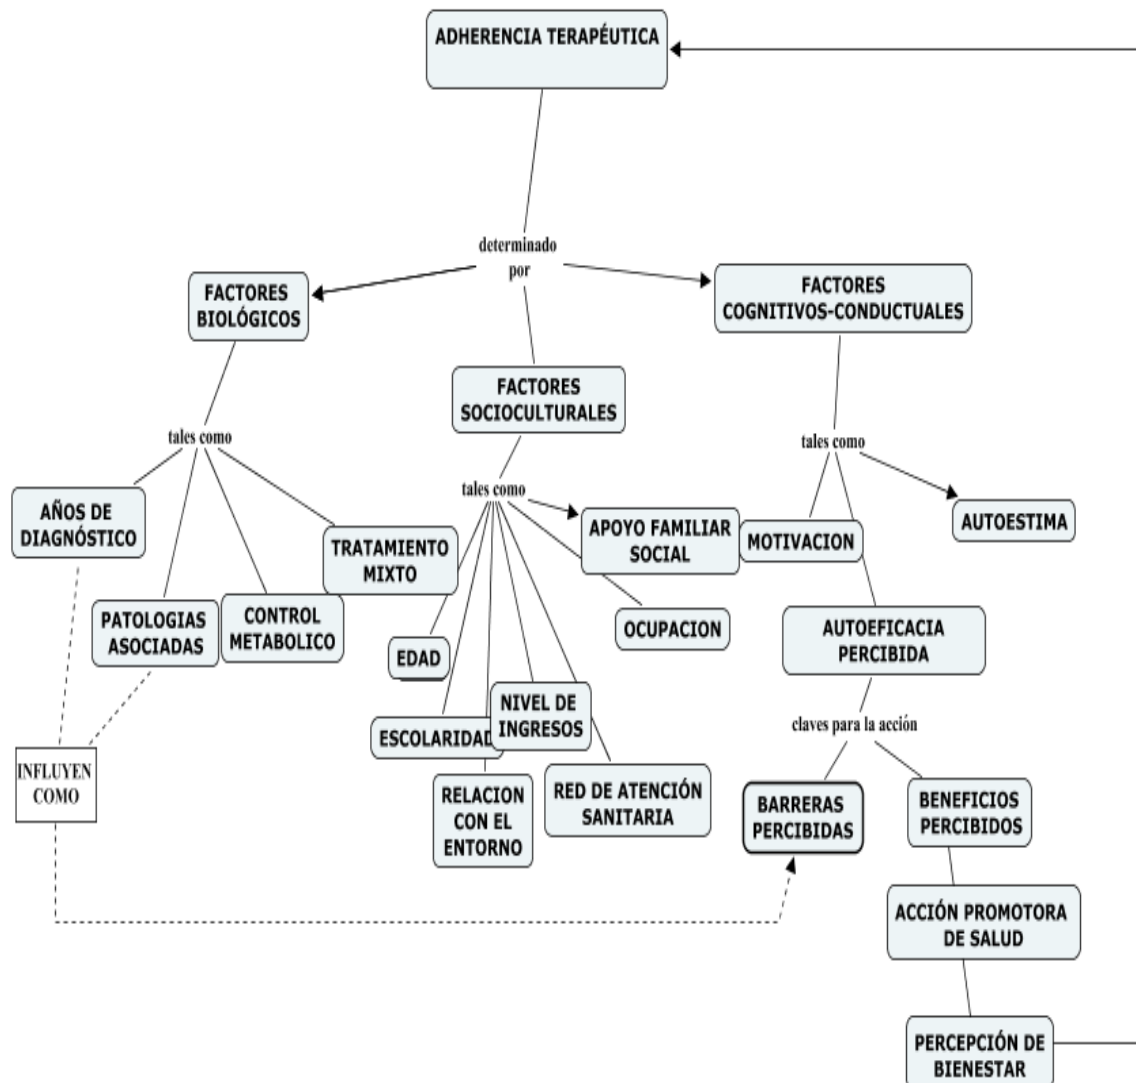 ADHERENCIA TERAPÉUTICA
determinado
por
FACTORES
BIOLÓGICOS
FACTORES
COGNITIVOS-CONDUCTUALES
FACTORES
SOCIOCULTURALES
tales como
tales como
tales como
AÑOS DE
DIAGNÓSTICO
TRATAMIENTO
MIXTO
PATOLOGIAS
ASOCIADAS
CONTROL
METABOLICO
APOYO FAMILIAR
SOCIAL
MOTIVACION
AUTOESTIMA
EDAD
OCUPACION
AUTOEFICACIA
PERCIBIDA
ESCOLARIDAD
NIVEL DE
INGRESOS
claves para la acción
INFLUYEN
COMO
RELACION
CON EL
ENTORNO
RED DE ATENCIÓN
SANITARIA
BARRERAS
PERCIBIDAS
BENEFICIOS
PERCIBIDOS
ACCIÓN PROMOTORA
DE SALUD
PERCEPCIÓN DE
BIENESTAR